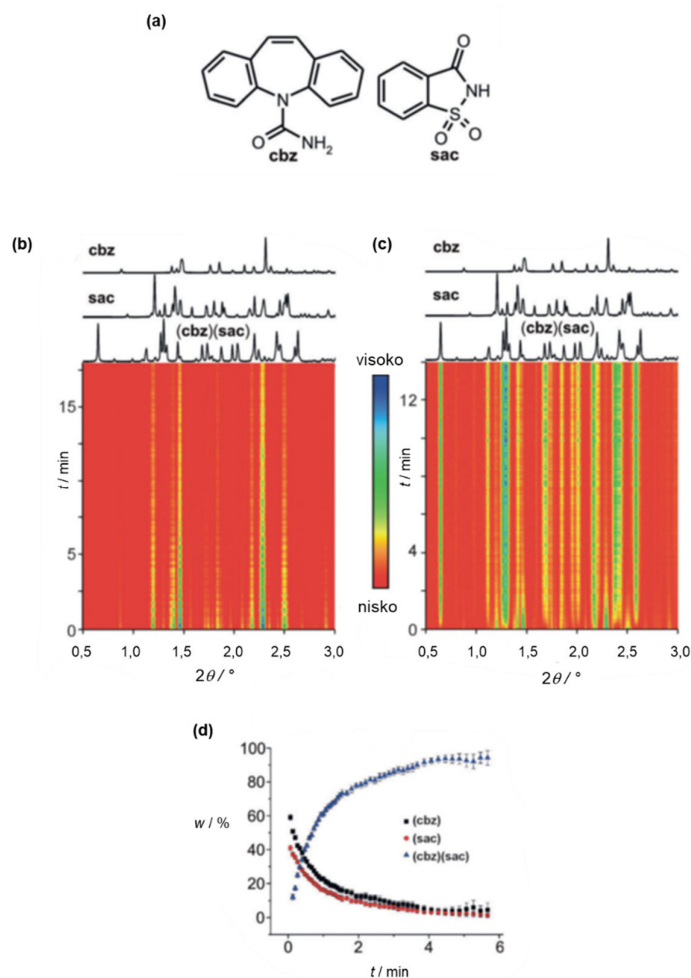 (a)
N
O
NH2
cbz
O
NH
S
O
O
sac
(b)
cbz
sac
(cbz)(sac)
15
5
0
t / min
0,5 1,0 1,5 2,0 2,5 3,0
2θ / °
visoko
nisko
(c)
cbz
sac
(cbz)(sac)
12
4
0
t / min
0,5 1,0 1,5 2,0 2,5 3,0
2θ / °
(d)
100
80
60
40
20
0
w / %
(cbz)
(sac)
(cbz)(sac)
0 2 4 6
t / min